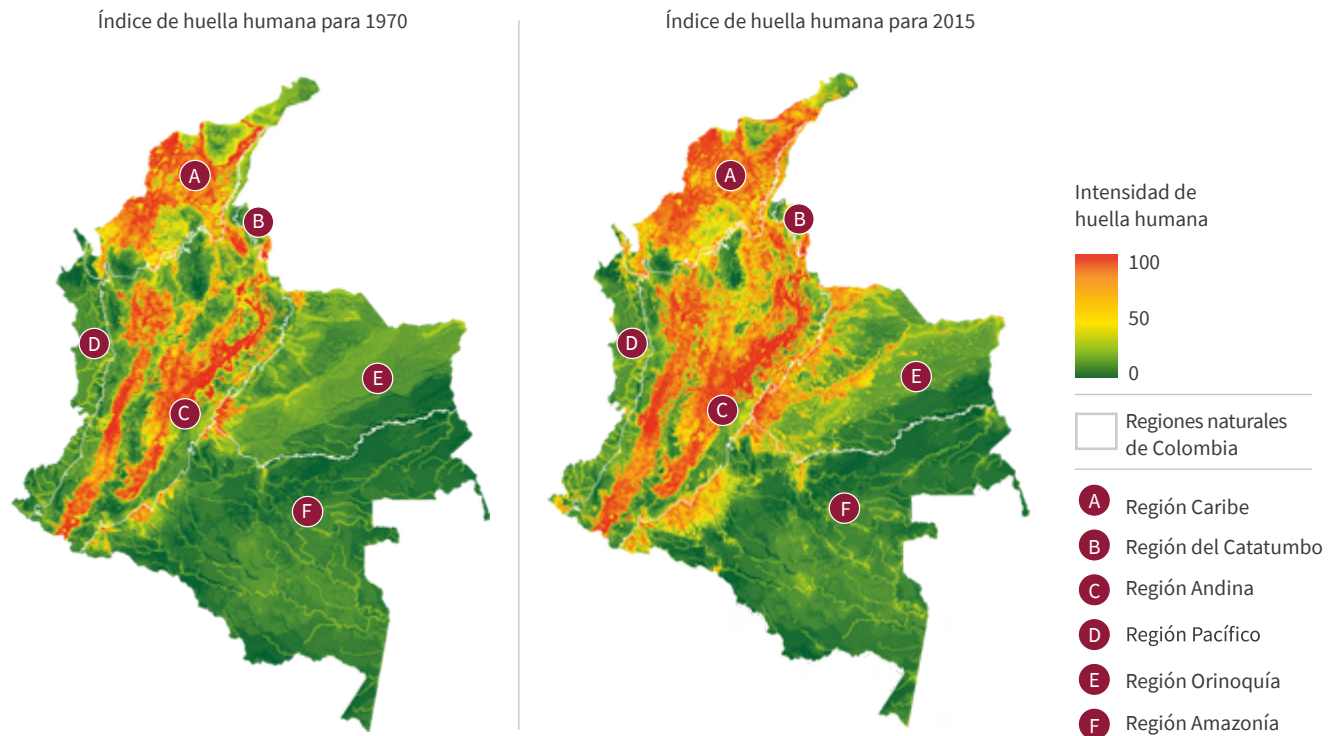 Índice de huella humana para 1970
Índice de huella humana para 2015
A
B
C
D
E
F
A
B
C
D
E
F
Intensidad de
huella humana
100
50
0
Regiones naturales
de Colombia
A Región Caribe
B Región del Catatumbo
C Región Andina
D Región Pacífico
E Región Orinoquía
F Región Amazonía